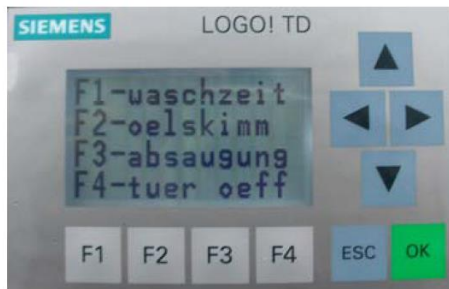 SIEMENS LOGO! TD
F1-waschzeit
F2-oelskimm
F3-absaugung
F4-tuer oeff
F1 F2 F3 F4 ESC OK